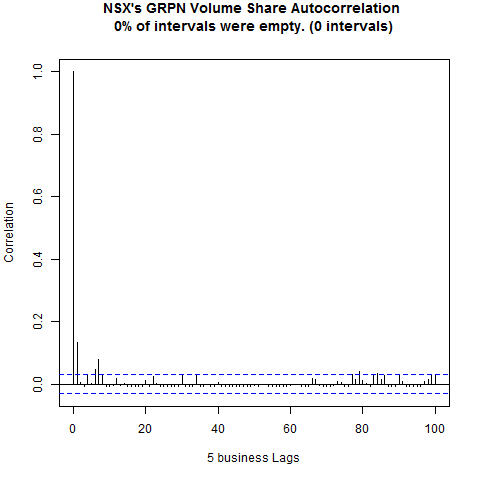 NSX's GRPN Volume Share Autocorrelation
0% of intervals were empty. (0 intervals)
Correlation
1.0
0.8
0.6
0.4
0.2
0.0
0 20 40 60 80 100
5 business Lags